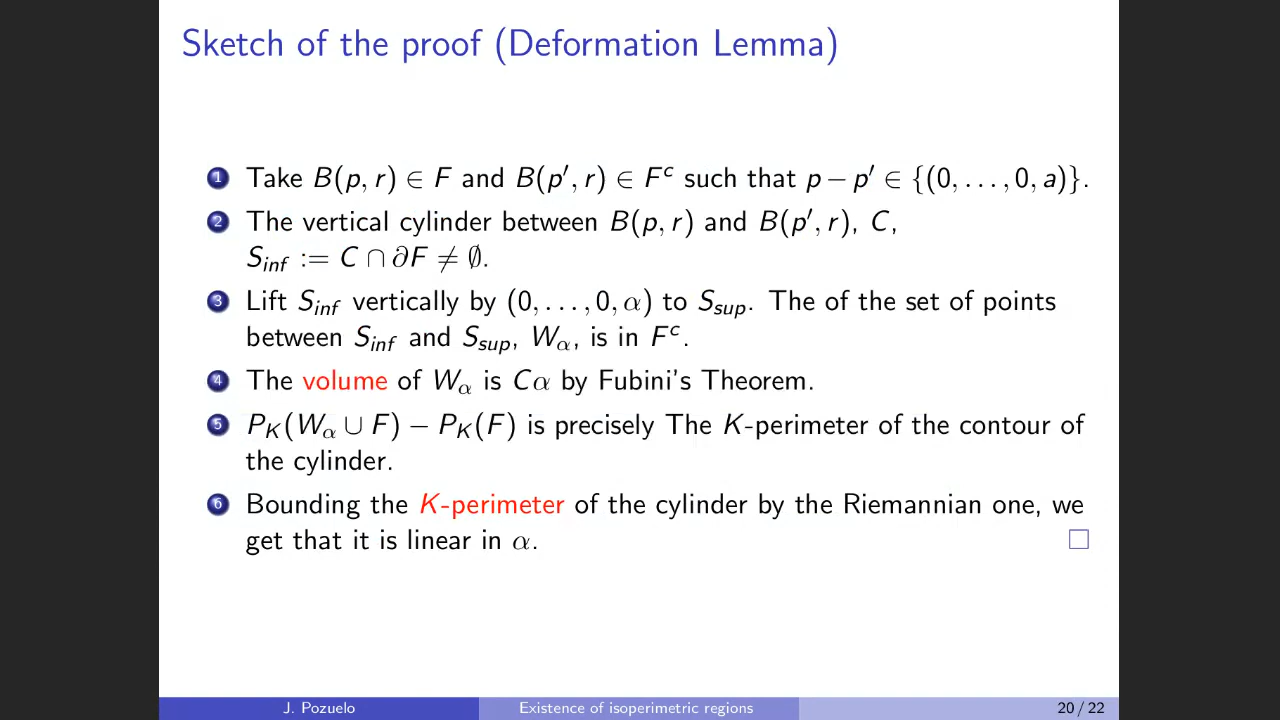 Sketch of the proof (Deformation Lemma)
1 Take B(p, r) ∈ F and B(p′, r) ∈ Fᶜ such that p − p′ ∈ {(0, . . . , 0, a)}.
2 The vertical cylinder between B(p, r) and B(p′, r), C,
S_inf := C ∩ ∂F ≠ ∅.
3 Lift S_inf vertically by (0, . . . , 0, α) to S_sup. The of the set of points
between S_inf and S_sup, W_α, is in Fᶜ.
4 The volume of W_α is Cα by Fubini's Theorem.
5 P_K(W_α ∪ F) − P_K(F) is precisely The K-perimeter of the contour of
the cylinder.
6 Bounding the K-perimeter of the cylinder by the Riemannian one, we
get that it is linear in α. □
J. Pozuelo Existence of isoperimetric regions 20 / 22